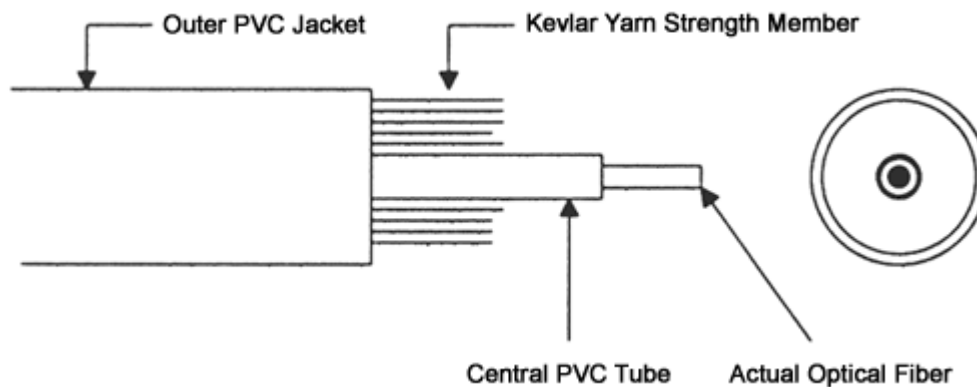 Outer PVC Jacket
Kevlar Yarn Strength Member
Central PVC Tube
Actual Optical Fiber